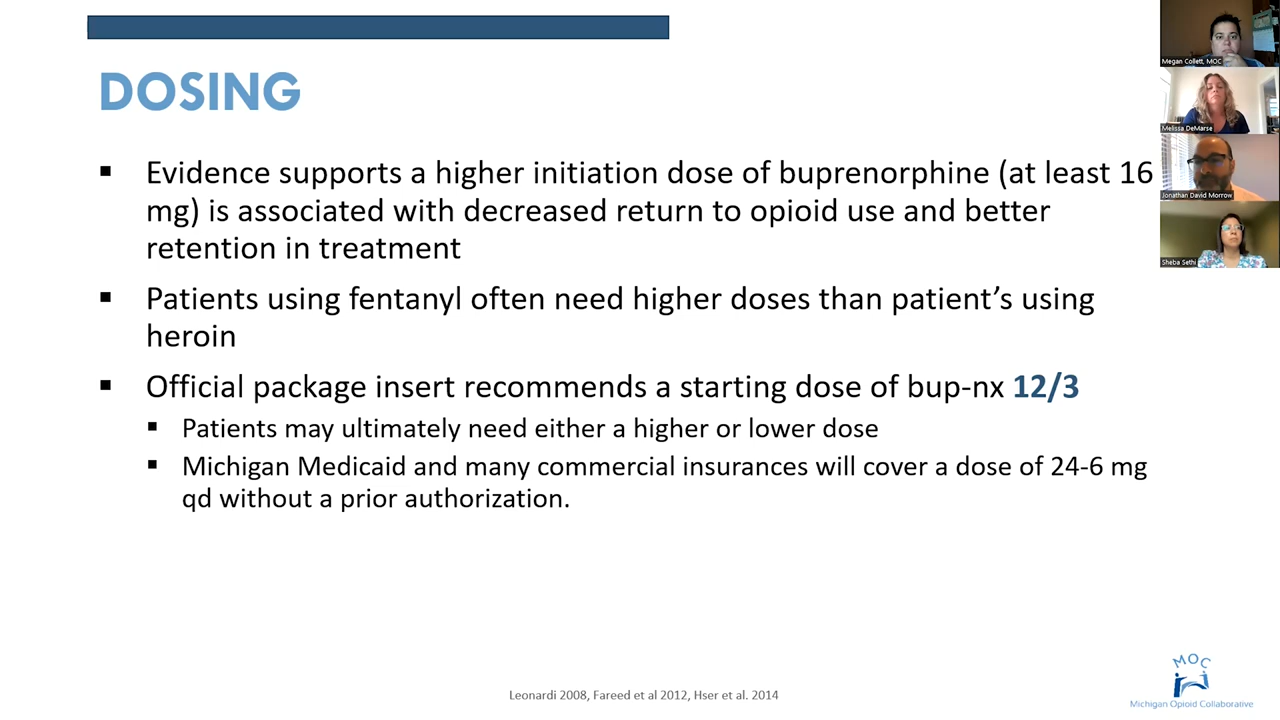 DOSING
▪ Evidence supports a higher initiation dose of buprenorphine (at least 16
mg) is associated with decreased return to opioid use and better
retention in treatment
▪ Patients using fentanyl often need higher doses than patient's using
heroin
▪ Official package insert recommends a starting dose of bup-nx 12/3
▪ Patients may ultimately need either a higher or lower dose
▪ Michigan Medicaid and many commercial insurances will cover a dose of 24-6 mg
qd without a prior authorization.
Leonardi 2008, Fareed et al 2012, Hser et al. 2014
MOC
Michigan Opioid Collaborative
Megan Collett, MOC
Melissa DeMarse
Jonathan David Morrow
Sheba Sethi